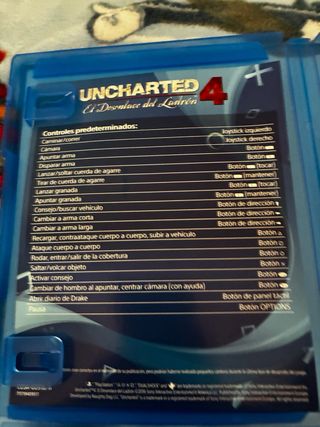 UNCHARTED 4
El Desenlace del Ladrón
Controles predeterminados:
Caminar/correr Joystick izquierdo
Cámara Joystick derecho
Apuntar arma Botón
Disparar arma Botón
Lanzar/soltar cuerda de agarre Botón (tocar)
Tirar de cuerda de agarre Botón (mantener)
Lanzar granada Botón (tocar)
Apuntar granada Botón (mantener)
Consejo/buscar vehículo Botón de dirección
Cambiar a arma corta Botón de dirección
Cambiar a arma larga Botón de dirección
Recargar, contraataque cuerpo a cuerpo, subir a vehículo Botón △
Ataque cuerpo a cuerpo Botón
Rodar, entrar/salir de la cobertura Botón
Saltar/volcar objeto Botón
Activar consejo Botón
Cambiar de hombro al apuntar, centrar cámara (con ayuda) Botón
Abrir diario de Drake Botón de panel táctil
Pausa Botón OPTIONS